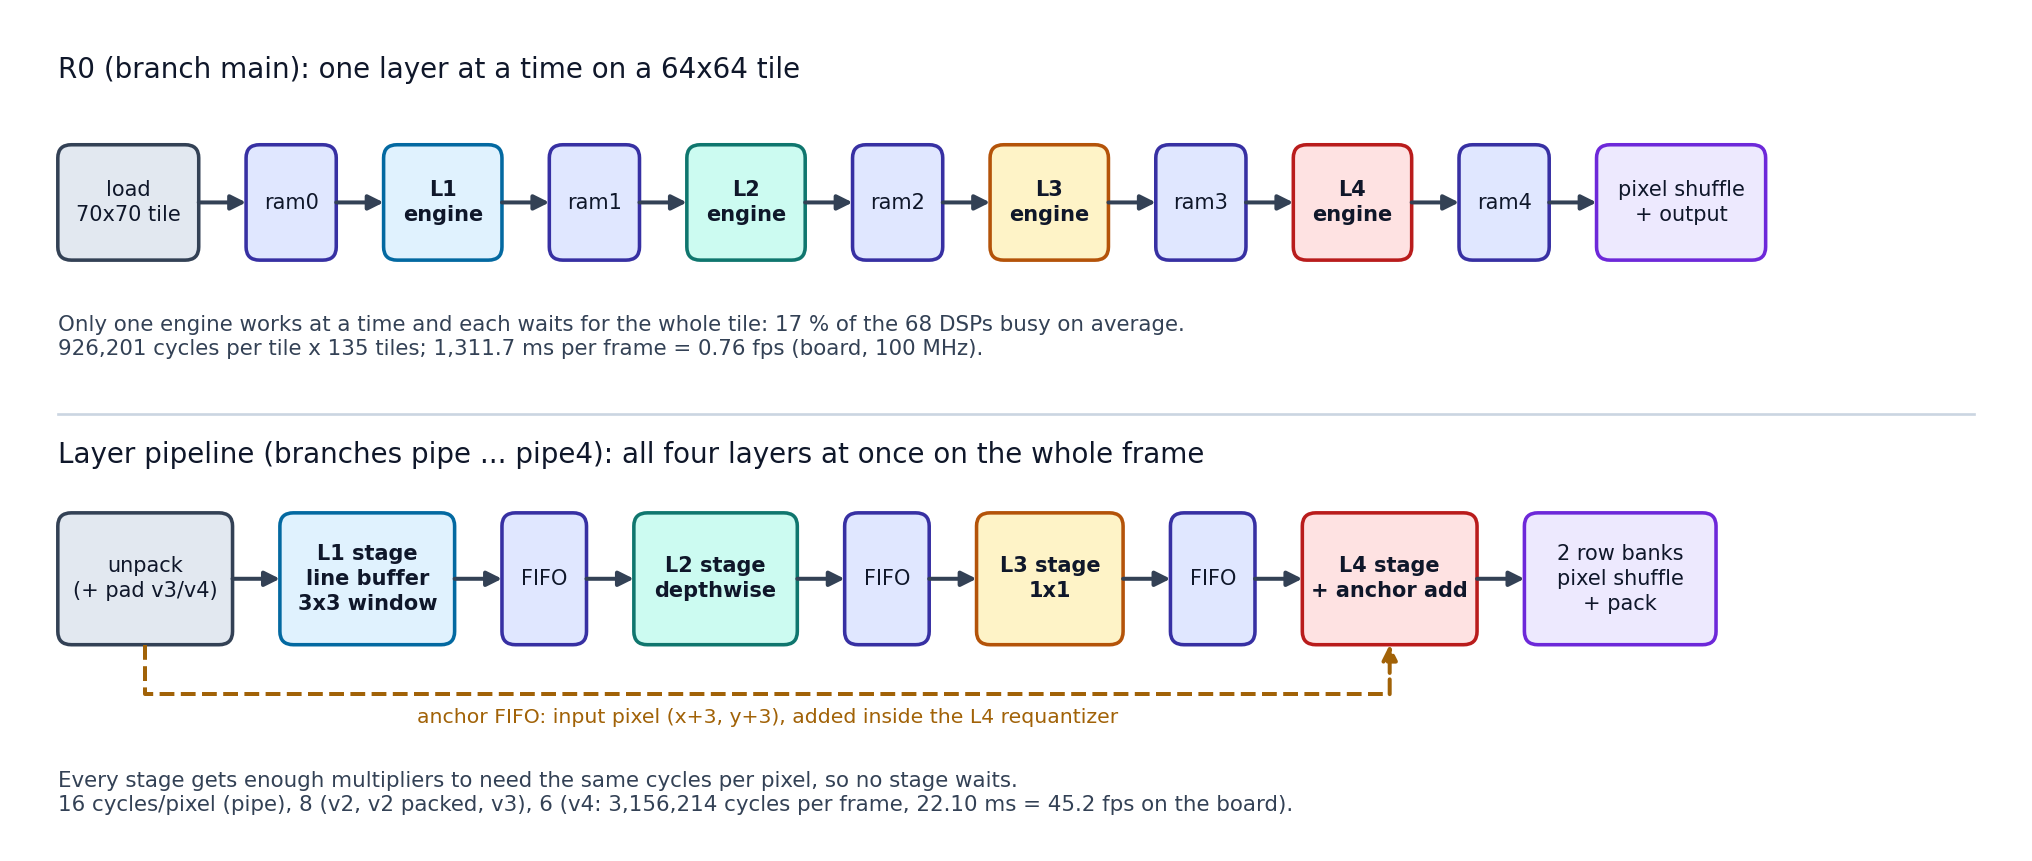 R0 (branch main): one layer at a time on a 64x64 tile
load
70x70 tile
ram0
L1
engine
ram1
L2
engine
ram2
L3
engine
ram3
L4
engine
ram4
pixel shuffle
+ output
Only one engine works at a time and each waits for the whole tile: 17 % of the 68 DSPs busy on average.
926,201 cycles per tile x 135 tiles; 1,311.7 ms per frame = 0.76 fps (board, 100 MHz).
Layer pipeline (branches pipe ... pipe4): all four layers at once on the whole frame
unpack
(+ pad v3/v4)
L1 stage
line buffer
3x3 window
FIFO
L2 stage
depthwise
FIFO
L3 stage
1x1
FIFO
L4 stage
+ anchor add
2 row banks
pixel shuffle
+ pack
anchor FIFO: input pixel (x+3, y+3), added inside the L4 requantizer
Every stage gets enough multipliers to need the same cycles per pixel, so no stage waits.
16 cycles/pixel (pipe), 8 (v2, v2 packed, v3), 6 (v4: 3,156,214 cycles per frame, 22.10 ms = 45.2 fps on the board).